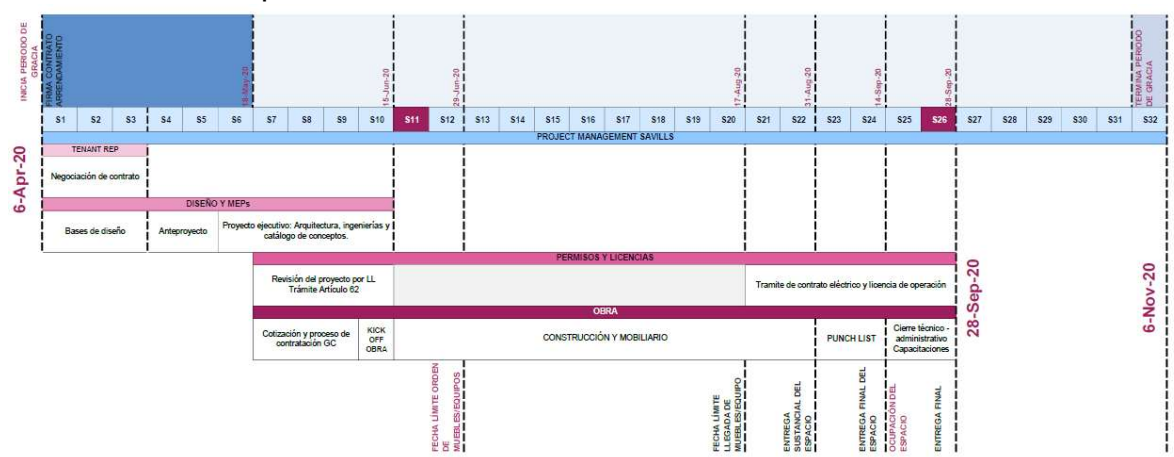 INICIA PERIODO DE
GRACIA
FIRMA CONTRATO
ARRENDAMIENTO
18-May-20
15-Jun-20
29-Jun-20
17-Aug-20
31-Aug-20
14-Sep-20
28-Sep-20
TERMINA PERIODO
DE GRACIA
S1 S2 S3 S4 S5 S6 S7 S8 S9 S10 S11 S12 S13 S14 S15 S16 S17 S18 S19 S20 S21 S22 S23 S24 S25 S26 S27 S28 S29 S30 S31 S32
PROJECT MANAGEMENT SAVILLS
6-Apr-20
TENANT REP
Negociación de contrato
DISEÑO Y MEPs
Bases de diseño
Anteproyecto
Proyecto ejecutivo: Arquitectura, ingenierías y
catálogo de conceptos.
PERMISOS Y LICENCIAS
Revisión del proyecto por LL
Trámite Artículo 62
Tramite de contrato eléctrico y licencia de operación
OBRA
Cotización y proceso de
contratación GC
KICK
OFF
OBRA
CONSTRUCCIÓN Y MOBILIARIO
PUNCH LIST
Cierre técnico -
administrativo
Capacitaciones
28-Sep-20
6-Nov-20
FECHA LÍMITE ORDEN
DE
MUEBLES/EQUIPOS
FECHA LÍMITE
LLEGADA DE
MUEBLES/EQUIPO
ENTREGA
SUSTANCIAL DEL
ESPACIO
ENTREGA FINAL DEL
ESPACIO
OCUPACIÓN DEL
ESPACIO
ENTREGA FINAL